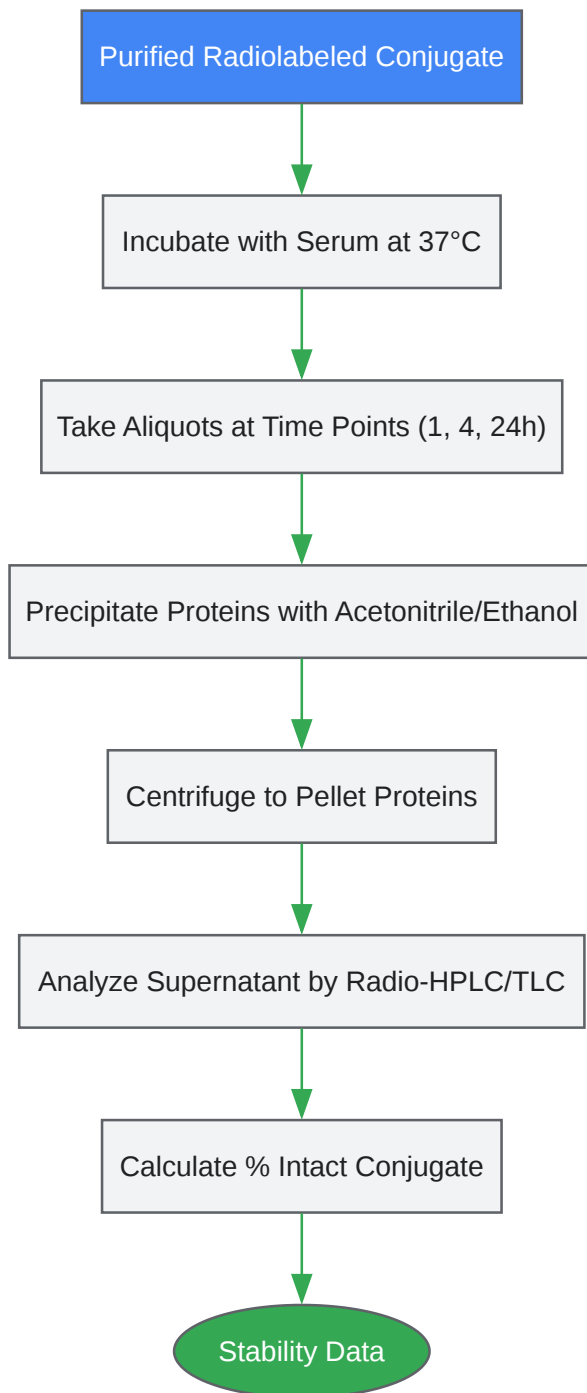 Purified Radiolabeled Conjugate
Incubate with Serum at 37°C
Take Aliquots at Time Points (1, 4, 24h)
Precipitate Proteins with Acetonitrile/Ethanol
Centrifuge to Pellet Proteins
Analyze Supernatant by Radio-HPLC/TLC
Calculate % Intact Conjugate
Stability Data